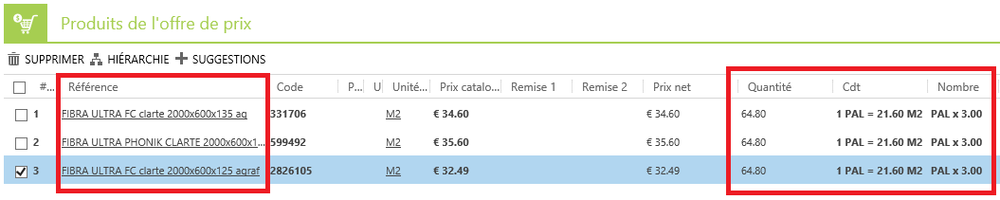 Produits de l'offre de prix
SUPPRIMER HIÉRARCHIE SUGGESTIONS
#... Référence Code P... U Unité... Prix catalo... Remise 1 Remise 2 Prix net Quantité Cdt Nombre
1 FIBRA ULTRA FC clarte 2000x600x135 ag 331706 M2 € 34.60 € 34.60 64.80 1 PAL = 21.60 M2 PAL x 3.00
2 FIBRA ULTRA PHONIK CLARTE 2000x600x1... 599492 M2 € 35.60 € 35.60 64.80 1 PAL = 21.60 M2 PAL x 3.00
3 FIBRA ULTRA FC clarte 2000x600x125 agraf 2826105 M2 € 32.49 € 32.49 64.80 1 PAL = 21.60 M2 PAL x 3.00